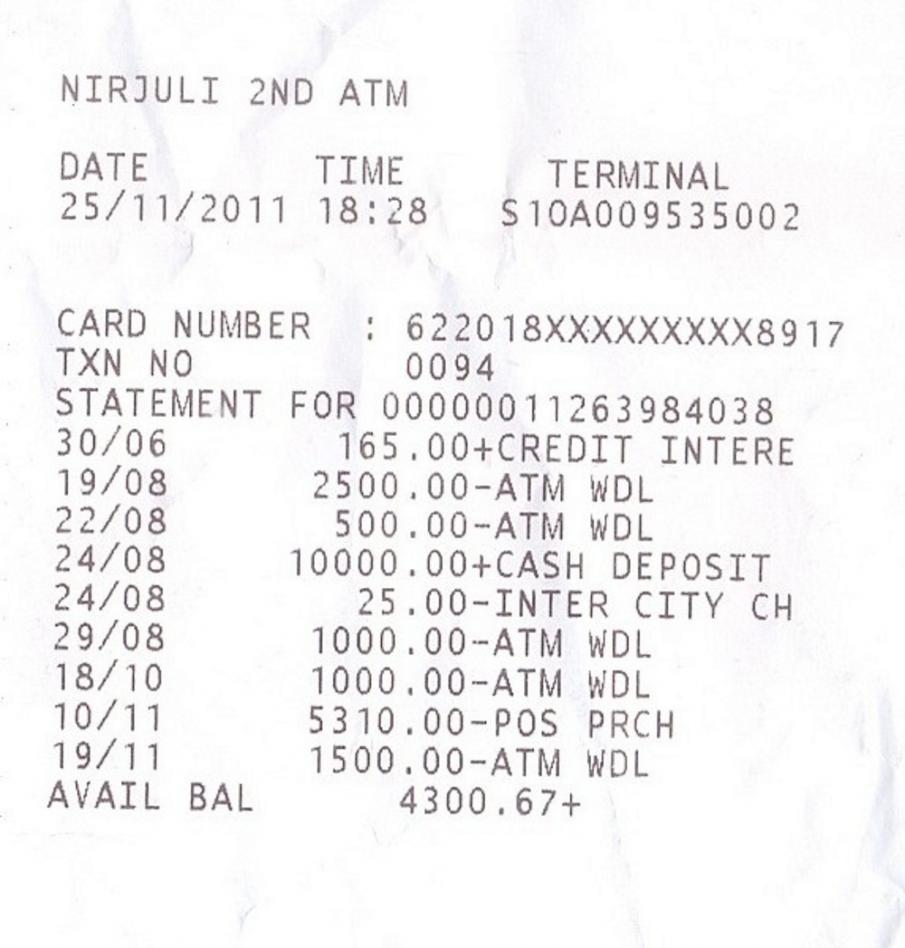 NIRJULI 2ND ATM
DATE TIME TERMINAL
25/11/2011 18:28 S10A009535002
CARD NUMBER : 622018XXXXXXXXX8917
TXN NO 0094
STATEMENT FOR 00000011263984038
30/06 165.00+CREDIT INTERE
19/08 2500.00-ATM WDL
22/08 500.00-ATM WDL
24/08 10000.00+CASH DEPOSIT
24/08 25.00-INTER CITY CH
29/08 1000.00-ATM WDL
18/10 1000.00-ATM WDL
10/11 5310.00-POS PRCH
19/11 1500.00-ATM WDL
AVAIL BAL 4300.67+